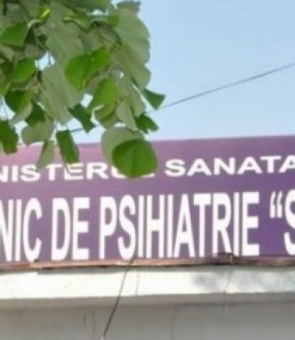 NISTERUL SANATA
NIC DE PSIHIATRIE “S